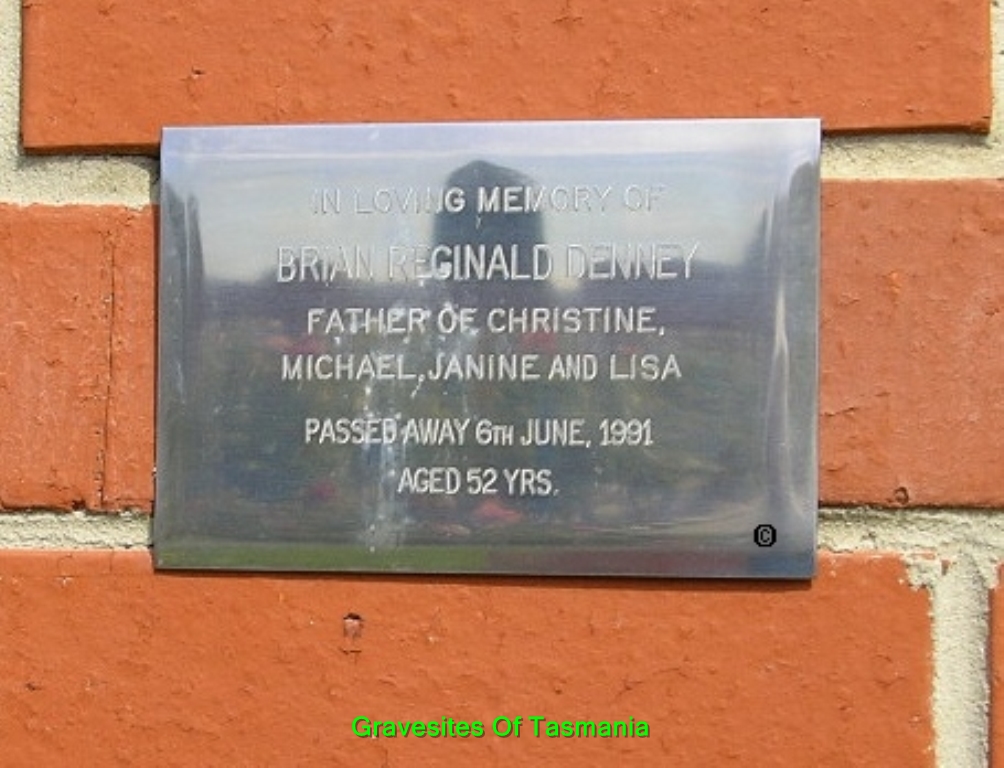 IN LOVING MEMORY OF
BRIAN REGINALD DENNEY
FATHER OF CHRISTINE,
MICHAEL, JANINE AND LISA
PASSED AWAY 6TH JUNE, 1991
AGED 52 YRS.
©
Gravesites Of Tasmania